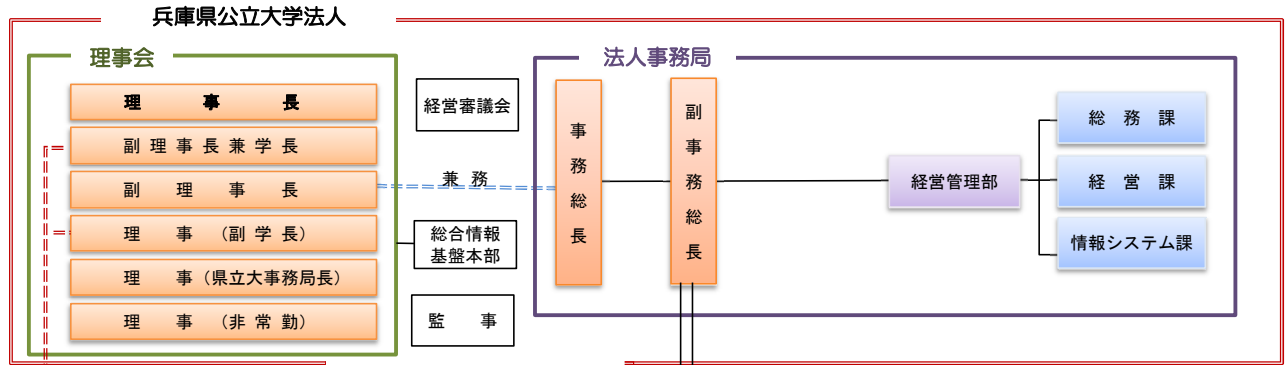 兵庫県公立大学法人
理事会
理事長
副理事長兼学長
副理事長
理事（副学長）
理事（県立大事務局長）
理事（非常勤）
経営審議会
兼務
総合情報
基盤本部
監事
法人事務局
事務総長
副事務総長
経営管理部
総務課
経営課
情報システム課